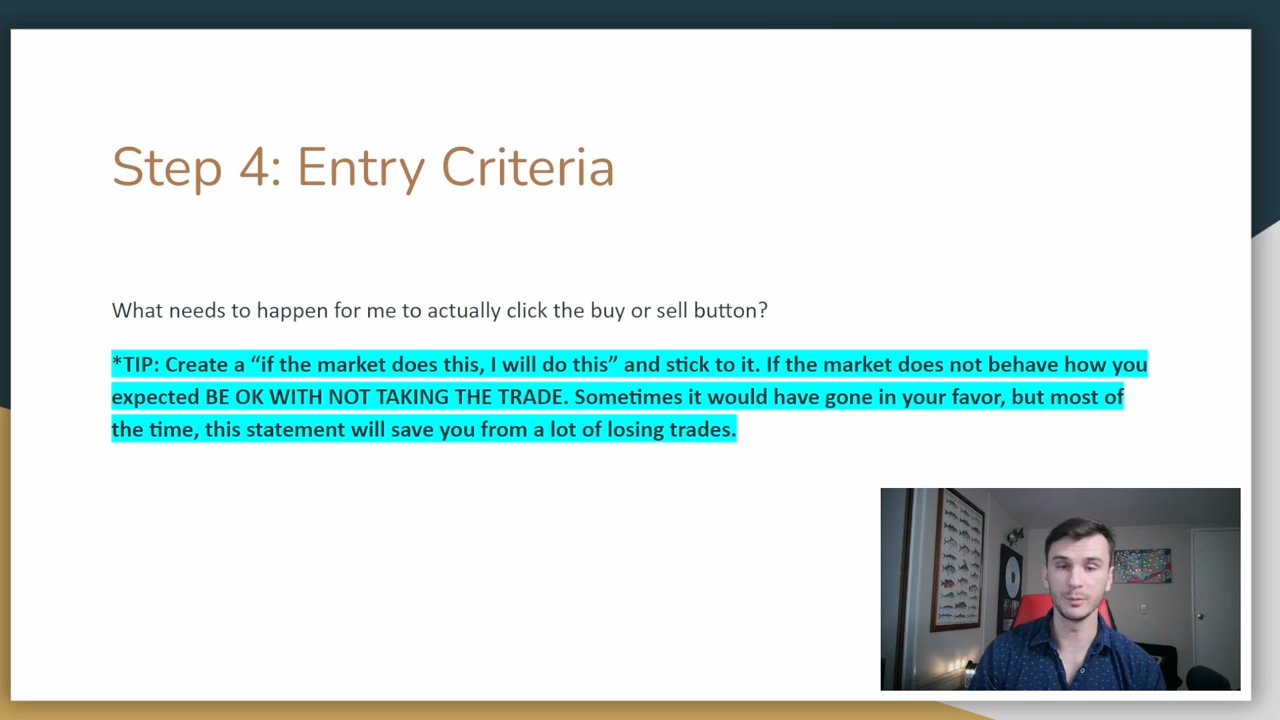 Step 4: Entry Criteria
What needs to happen for me to actually click the buy or sell button?
*TIP: Create a “if the market does this, I will do this” and stick to it. If the market does not behave how you
expected BE OK WITH NOT TAKING THE TRADE. Sometimes it would have gone in your favor, but most of
the time, this statement will save you from a lot of losing trades.